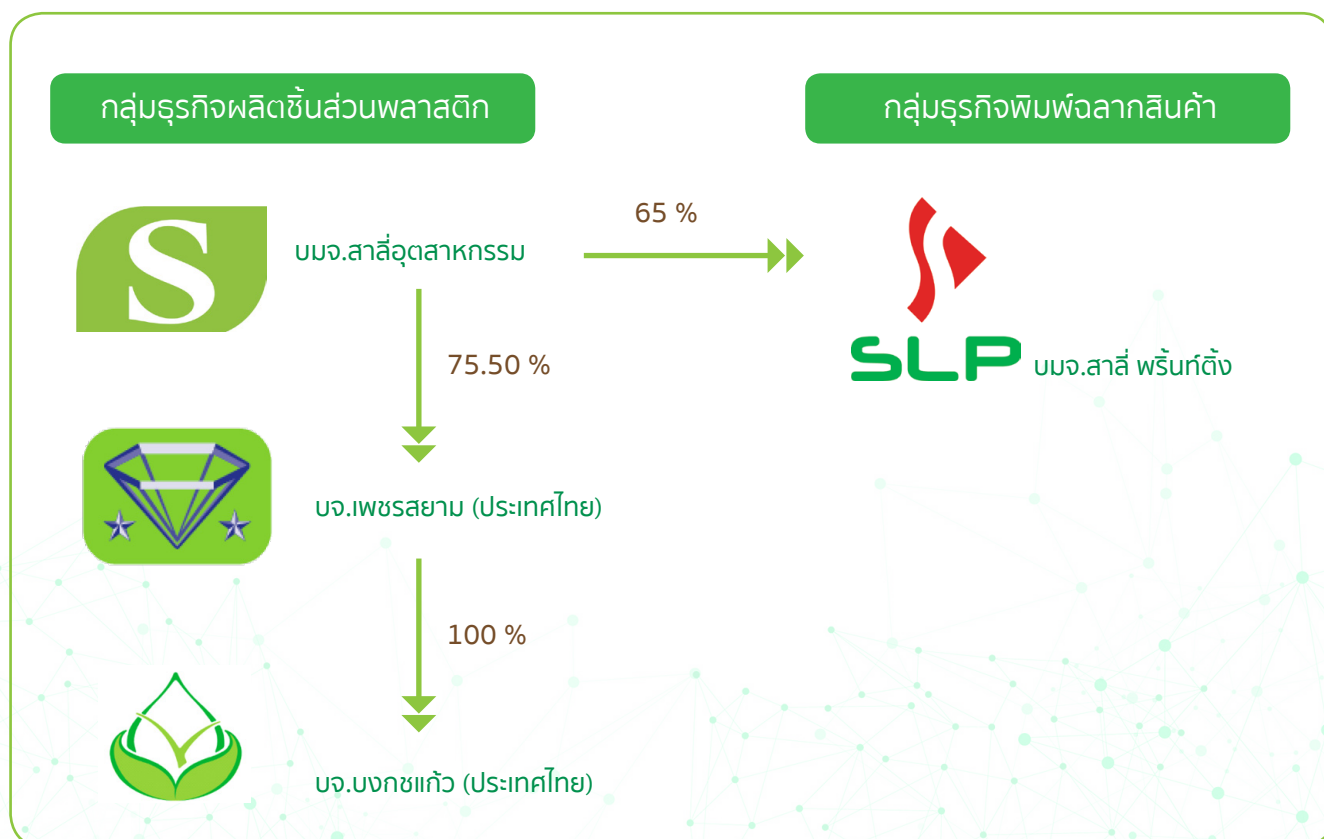 กลุ่มธุรกิจผลิตชิ้นส่วนพลาสติก
กลุ่มธุรกิจพิมพ์ฉลากสินค้า
S
บมจ.สาลี่อุตสาหกรรม
65 %
75.50 %
SLP
บมจ.สาลี่ พริ้นท์ติ้ง
บจ.เพชรสยาม (ประเทศไทย)
100 %
บจ.บงกชแก้ว (ประเทศไทย)